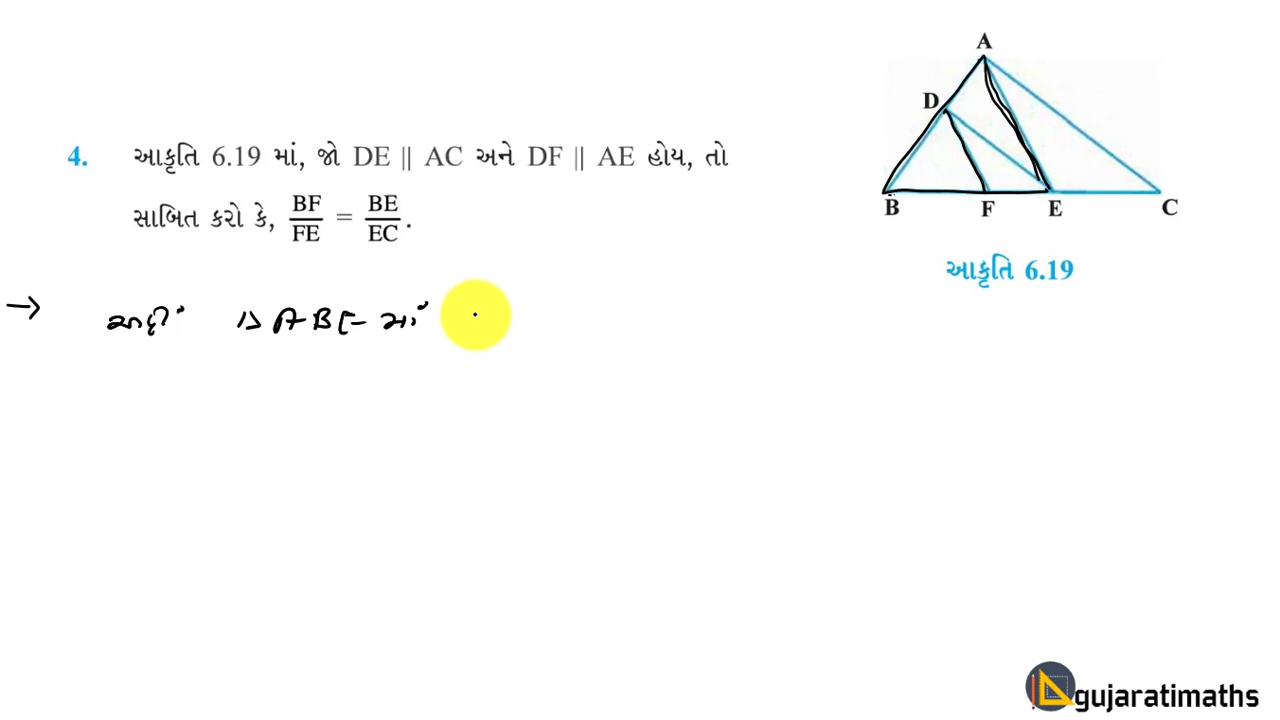 A
D
B F E C
આકૃતિ 6.19
4. આકૃતિ 6.19 માં, જો DE || AC અને DF || AE હોય, તો
સાબિત કરો કે, BF/FE = BE/EC.
→ અહીં △ABE માં
gujaratimaths